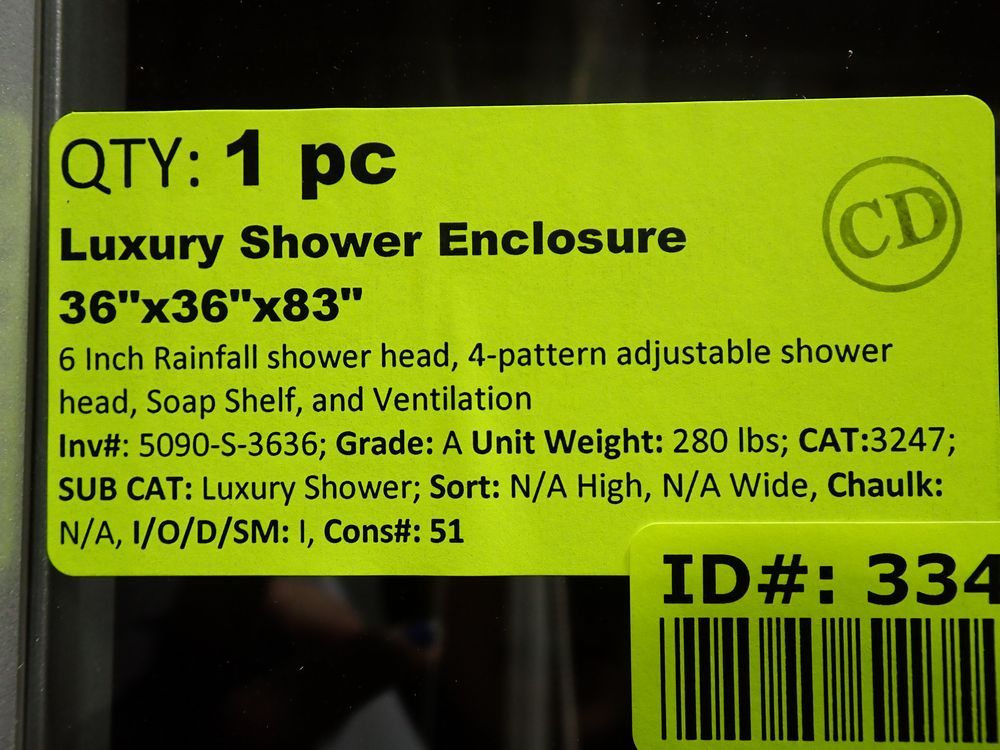 QTY: 1 pc
CD
Luxury Shower Enclosure
36"x36"x83"
6 Inch Rainfall shower head, 4-pattern adjustable shower
head, Soap Shelf, and Ventilation
Inv#: 5090-S-3636; Grade: A Unit Weight: 280 lbs; CAT:3247;
SUB CAT: Luxury Shower; Sort: N/A High, N/A Wide, Chaulk:
N/A, I/O/D/SM: I, Cons#: 51
ID#: 334